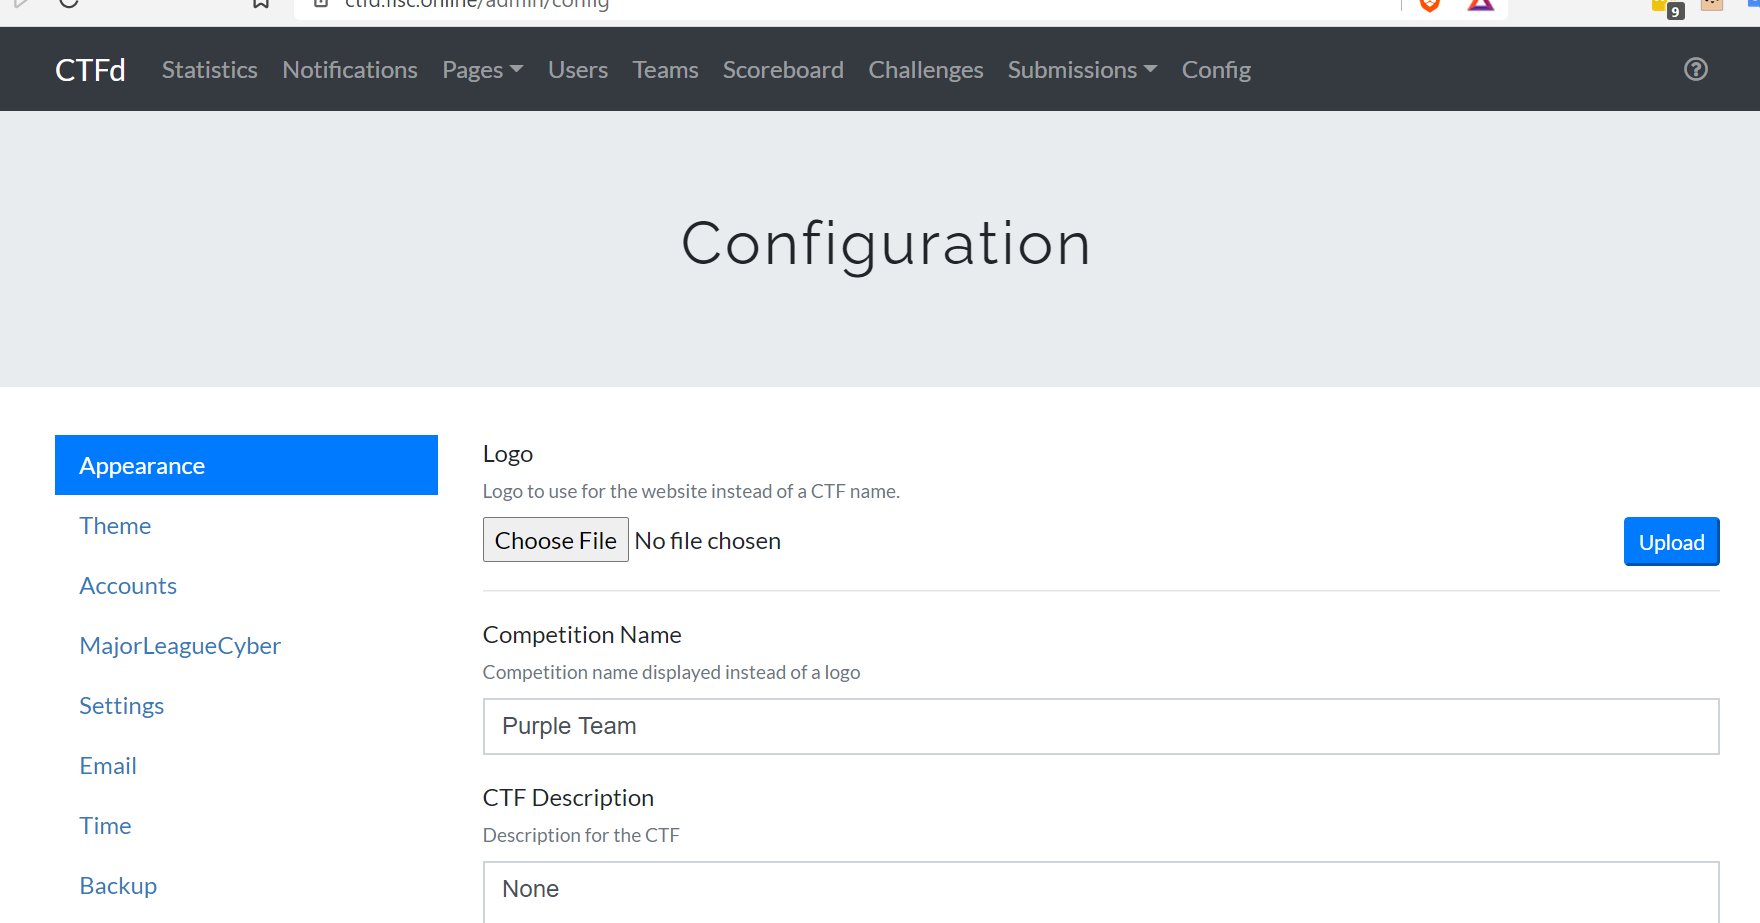 ctfd.fisc.online/admin/config
9
CTFd Statistics Notifications Pages Users Teams Scoreboard Challenges Submissions Config
Configuration
Appearance
Theme
Accounts
MajorLeagueCyber
Settings
Email
Time
Backup
Logo
Logo to use for the website instead of a CTF name.
Choose File No file chosen
Upload
Competition Name
Competition name displayed instead of a logo
Purple Team
CTF Description
Description for the CTF
None